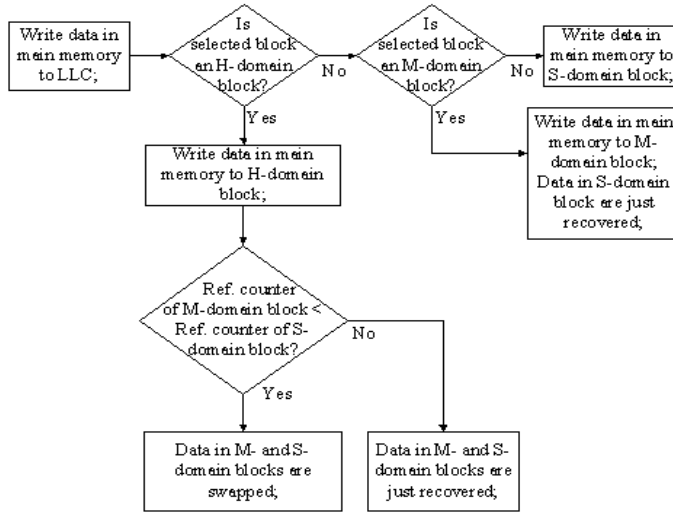 Write data in
main memory
to LLC;
Is
selected block
an H-domain
block?
No
Is
selected block
an M-domain
block?
No
Write data in
main memory to
S-domain block;
Yes
Yes
Write data in main
memory to M-
domain block;
Data in S-domain
block are just
recovered;
Write data in main
memory to H-domain
block;
Ref. counter
of M-domain block <
Ref. counter of S-
domain block?
No
Yes
Data in M- and S-
domain blocks are
swapped;
Data in M- and S-
domain blocks are
just recovered;